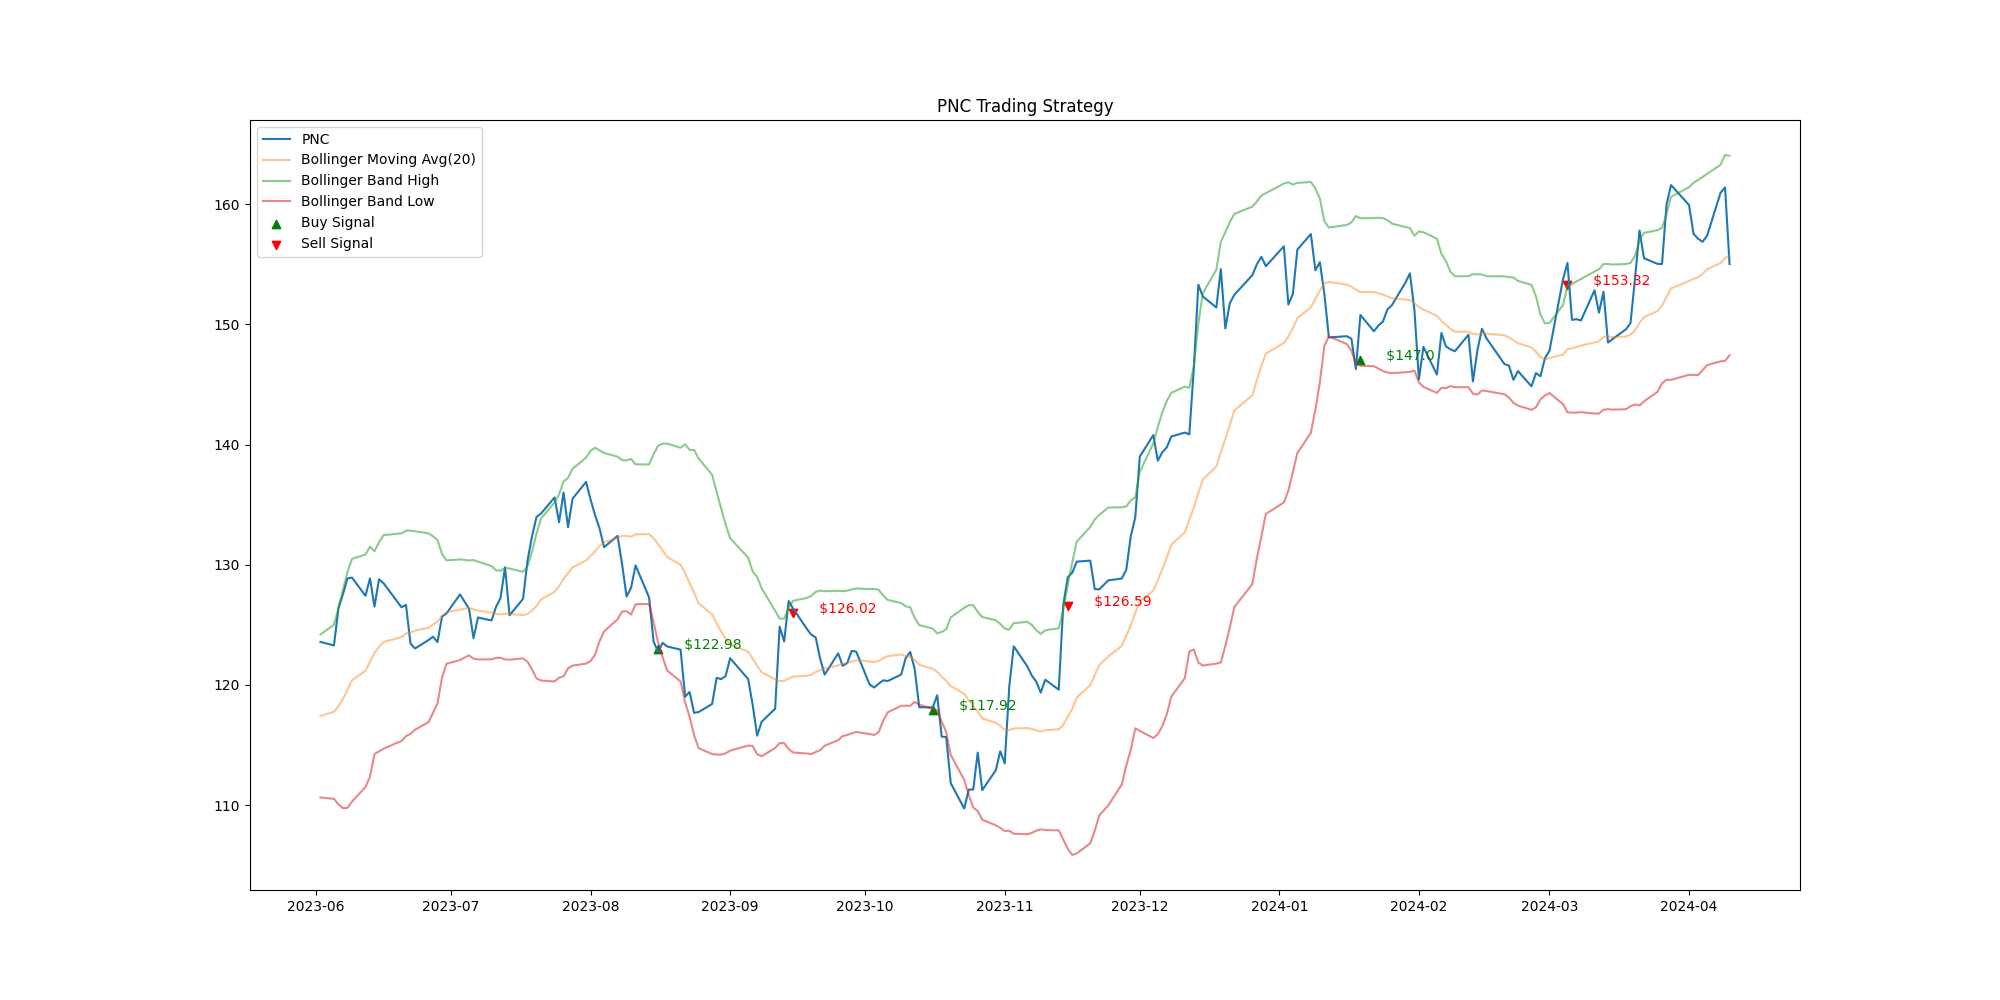 PNC Trading Strategy
PNC
Bollinger Moving Avg(20)
Bollinger Band High
Bollinger Band Low
Buy Signal
Sell Signal
160
150
140
130
120
110
$153.32
$147.0
$122.98
$126.02
$126.59
$117.92
2023-06 2023-07 2023-08 2023-09 2023-10 2023-11 2023-12 2024-01 2024-02 2024-03 2024-04